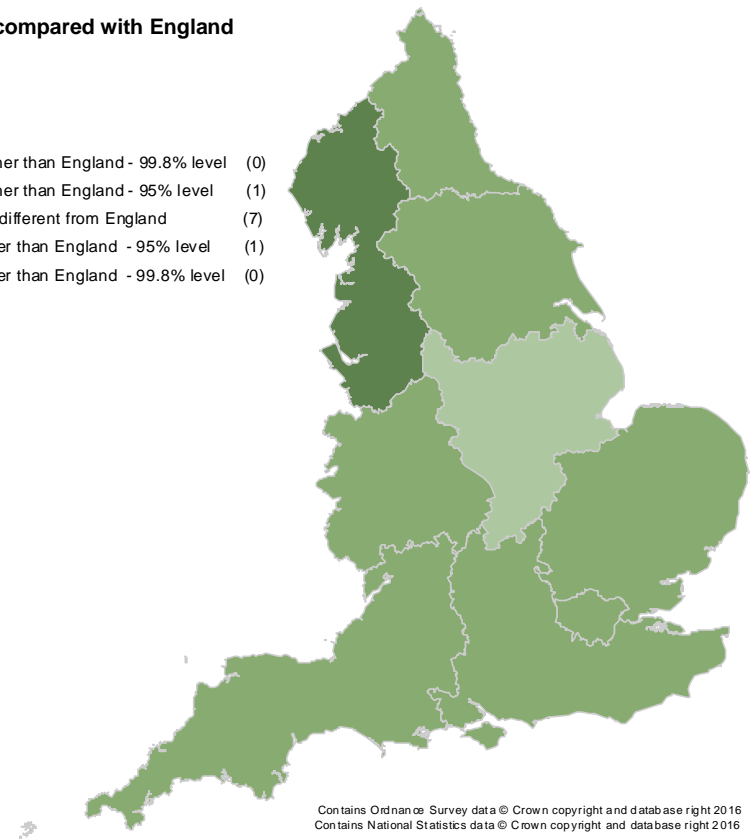 compared with England
her than England - 99.8% level (0)
her than England - 95% level (1)
different from England (7)
er than England - 95% level (1)
er than England - 99.8% level (0)
Contains Ordnance Survey data © Crown copyright and database right 2016
Contains National Statistics data © Crown copyright and database right 2016